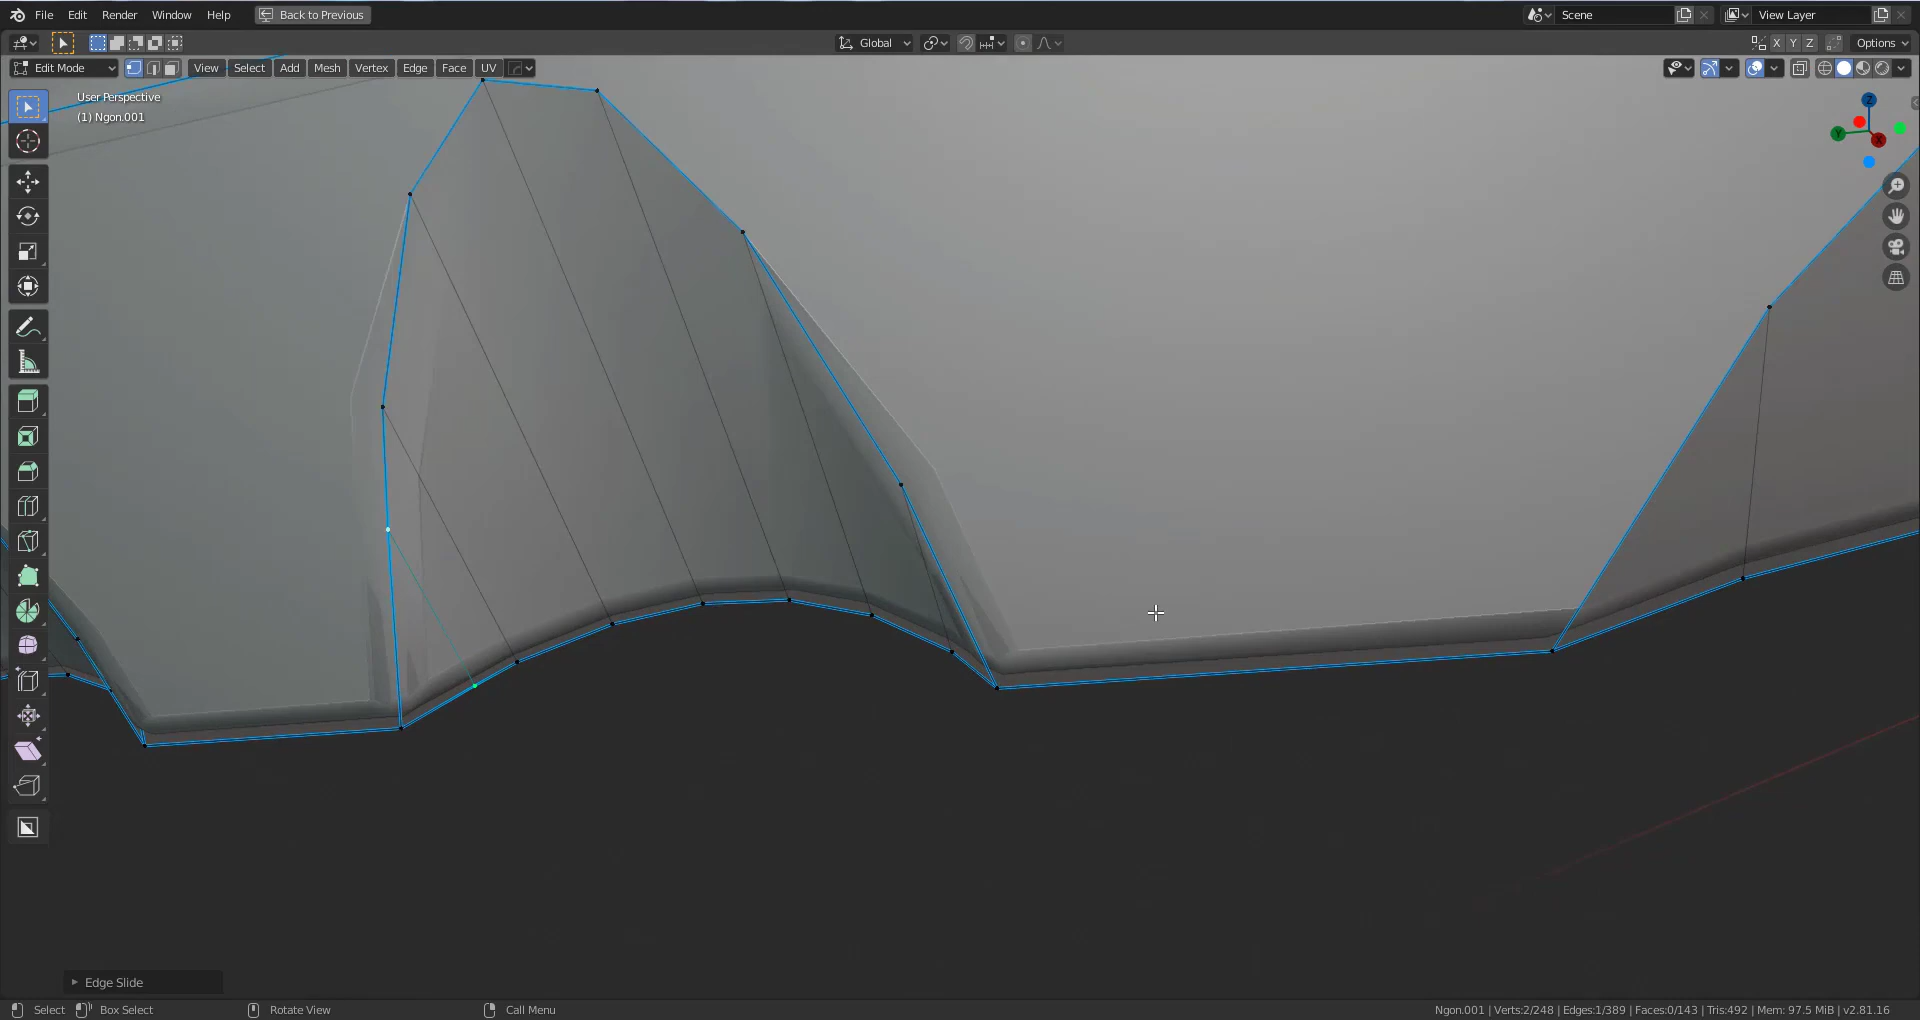 File Edit Render Window Help Back to Previous Scene View Layer
Global X Y Z Options
Edit Mode View Select Add Mesh Vertex Edge Face UV
User Perspective
(1) Ngon.001
Z
Y
X
Edge Slide
Select Box Select Rotate View Call Menu Ngon.001 | Verts:2/248 | Edges:1/389 | Faces:0/143 | Tris:492 | Mem: 97.5 MiB | v2.81.16